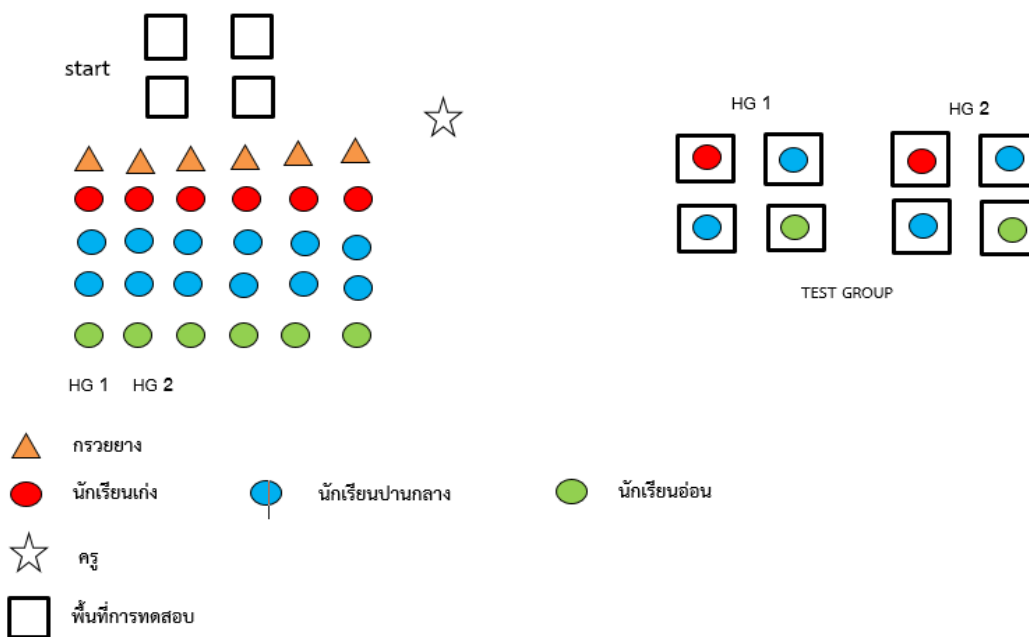 start
HG 1
HG 2
TEST GROUP
HG 1 HG 2
กรวยยาง
นักเรียนเก่ง
นักเรียนปานกลาง
นักเรียนอ่อน
ครู
พื้นที่การทดสอบ